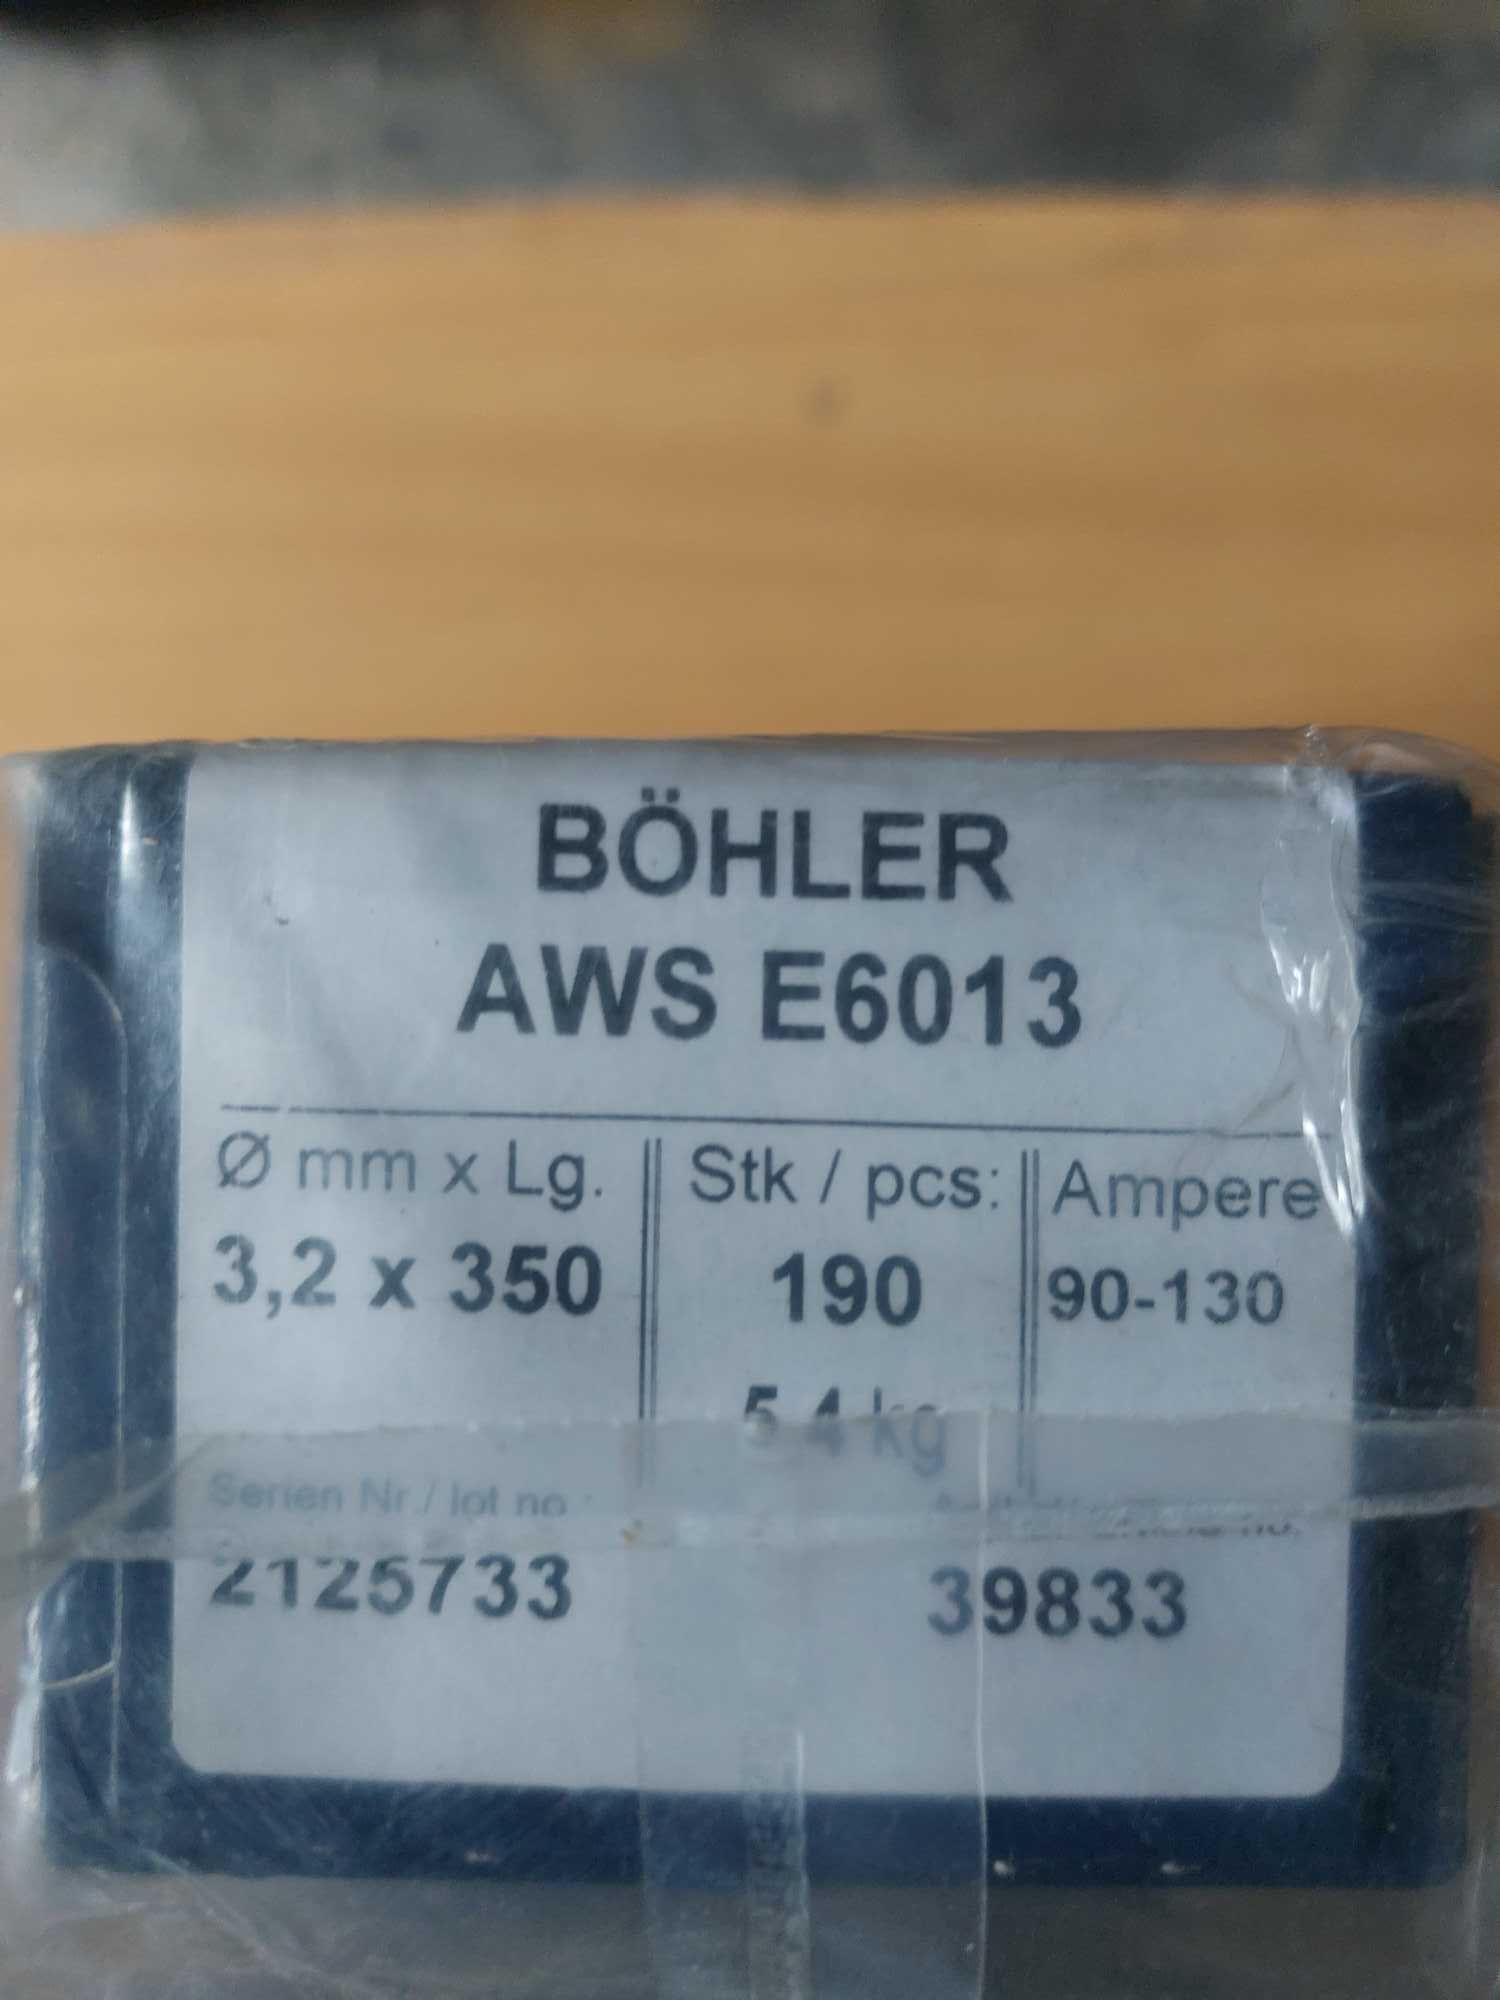 BÖHLER
AWS E6013
Ø mm x Lg. Stk / pcs: Ampere
3,2 x 350 190 90-130
5,4 kg
Serien Nr./ lot no.:
2125733 39833